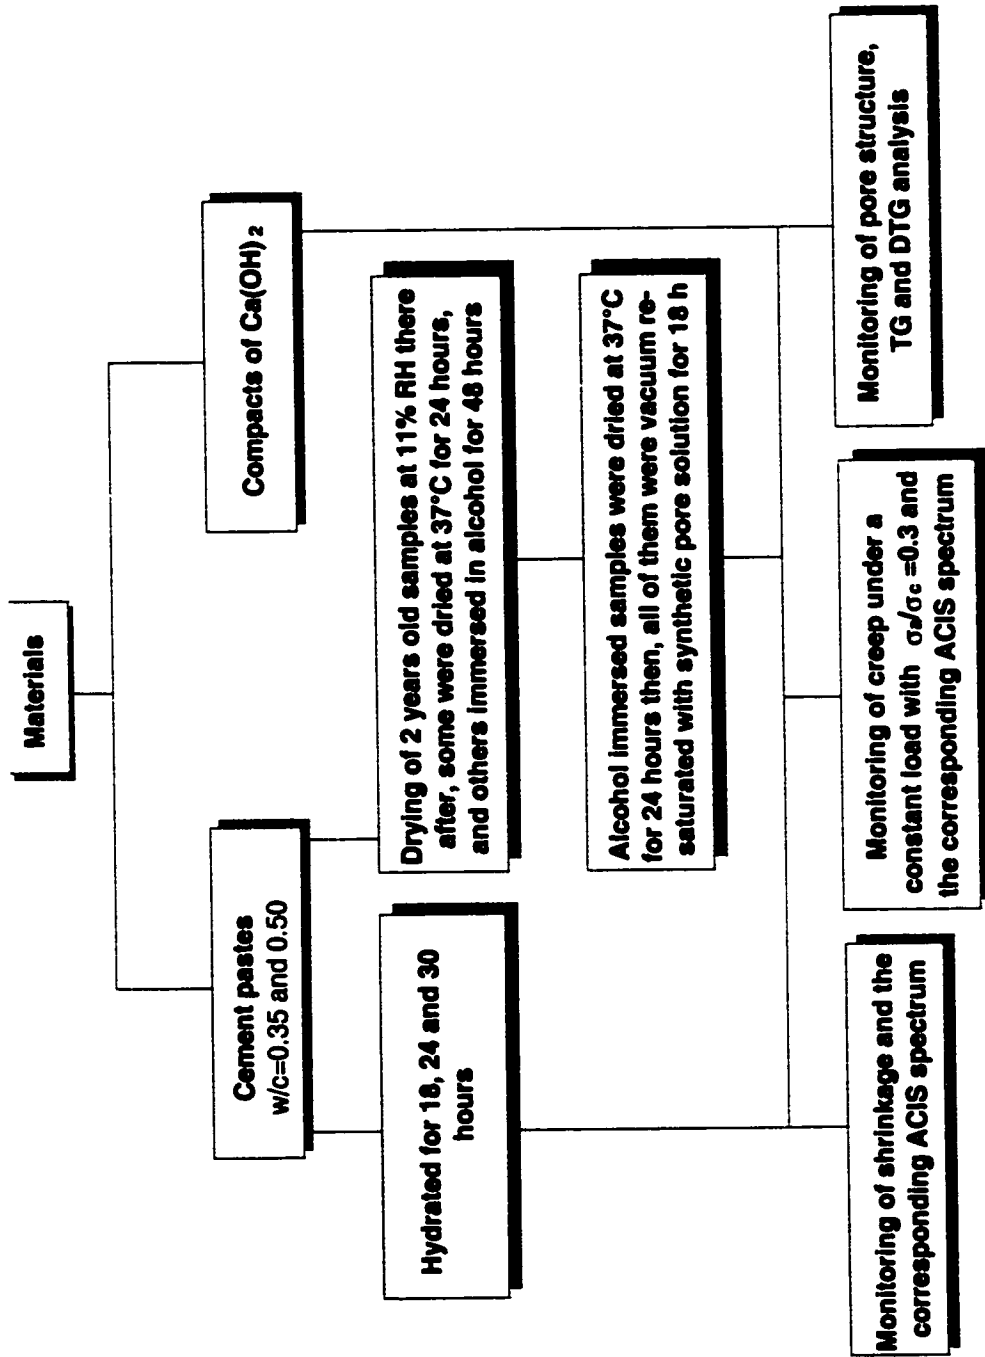 Materials
Cement pastes
w/c=0.35 and 0.50
Compacts of Ca(OH)₂
Hydrated for 18, 24 and 30
hours
Drying of 2 years old samples at 11% RH there
after, some were dried at 37°C for 24 hours,
and others immersed in alcohol for 48 hours
Alcohol immersed samples were dried at 37°C
for 24 hours then, all of them were vacuum re-
saturated with synthetic pore solution for 18 h
Monitoring of shrinkage and the
corresponding ACIS spectrum
Monitoring of creep under a
constant load with σa/σc =0.3 and
the corresponding ACIS spectrum
Monitoring of pore structure,
TG and DTG analysis